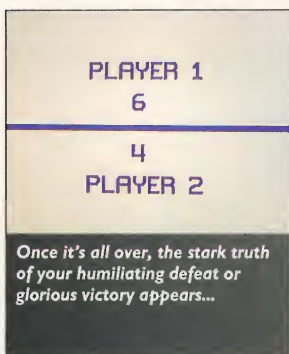 PLAYER 1
6
4
PLAYER 2
Once it's all over, the stark truth
of your humiliating defeat or
glorious victory appears...